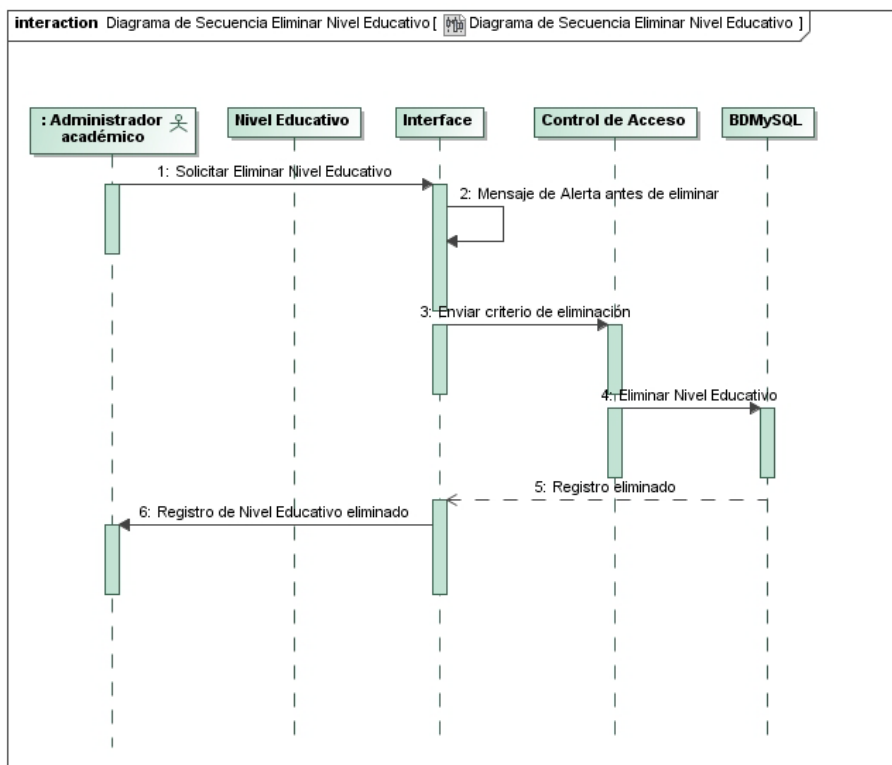 interaction Diagrama de Secuencia Eliminar Nivel Educativo [ Diagrama de Secuencia Eliminar Nivel Educativo ]
: Administrador
académico
Nivel Educativo
Interface
Control de Acceso
BDMySQL
1: Solicitar Eliminar Nivel Educativo
2: Mensaje de Alerta antes de eliminar
3: Enviar criterio de eliminación
4: Eliminar Nivel Educativo
5: Registro eliminado
6: Registro de Nivel Educativo eliminado